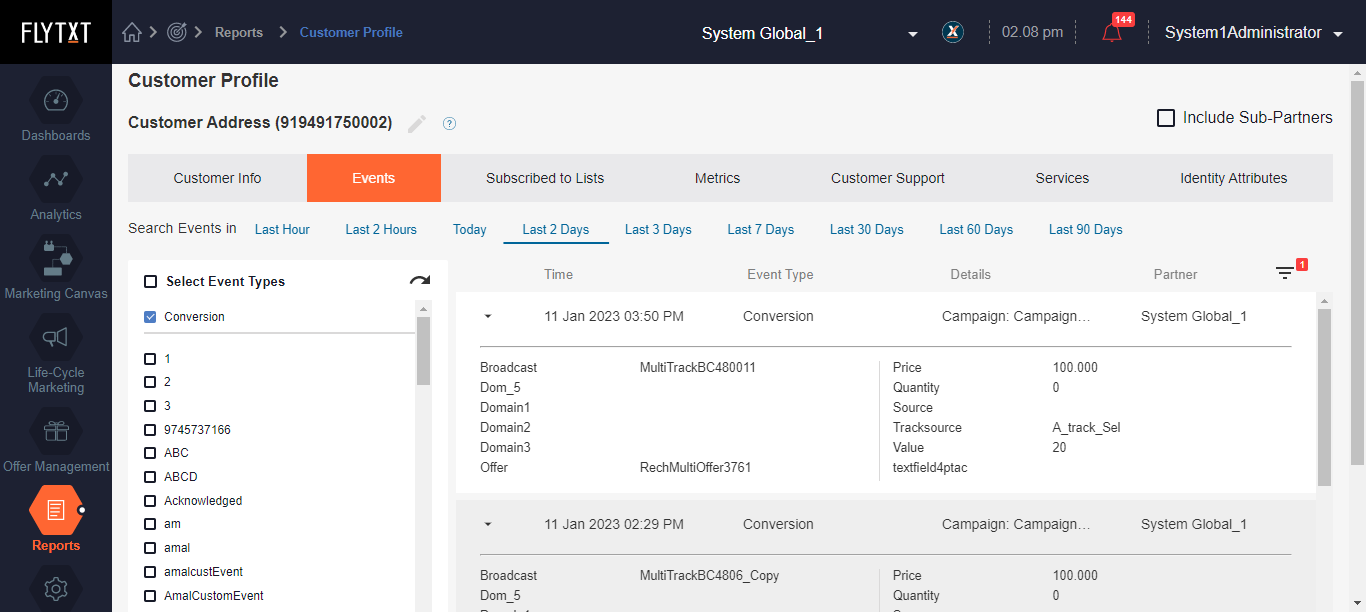 FLYTXT
Reports
Customer Profile
System Global_1
X
02.08 pm
144
System1Administrator
Dashboards
Analytics
Marketing Canvas
Life-Cycle
Marketing
Offer Management
Reports
Customer Profile
Customer Address (919491750002)
?
Include Sub-Partners
Customer Info
Events
Subscribed to Lists
Metrics
Customer Support
Services
Identity Attributes
Search Events in
Last Hour
Last 2 Hours
Today
Last 2 Days
Last 3 Days
Last 7 Days
Last 30 Days
Last 60 Days
Last 90 Days
Select Event Types
Conversion
1
2
3
9745737166
ABC
ABCD
Acknowledged
am
amal
amalcustEvent
AmalCustomEvent
Time
Event Type
Details
Partner
1
11 Jan 2023 03:50 PM
Conversion
Campaign: Campaign...
System Global_1
Broadcast MultiTrackBC480011
Dom_5
Domain1
Domain2
Domain3
Offer RechMultiOffer3761
Price 100.000
Quantity 0
Source
Tracksource A_track_Sel
Value 20
textfield4ptac
11 Jan 2023 02:29 PM
Conversion
Campaign: Campaign...
System Global_1
Broadcast MultiTrackBC4806_Copy
Dom_5
Price 100.000
Quantity 0